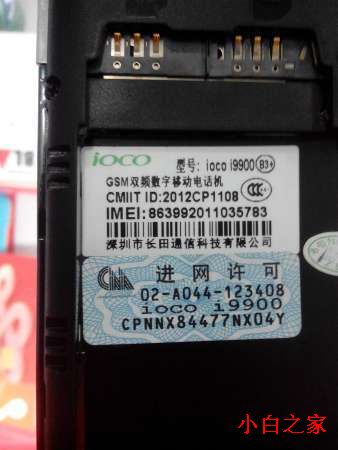 ioco 型号: ioco i9900 B3+
GSM双频数字移动电话机
CMIIT ID:2012CP1108
IMEI: 863992011035783
深圳市长田通信科技有限公司
进网许可
02-A044-123408
ioco i9900
CPNNX84477NX04Y
小白之家